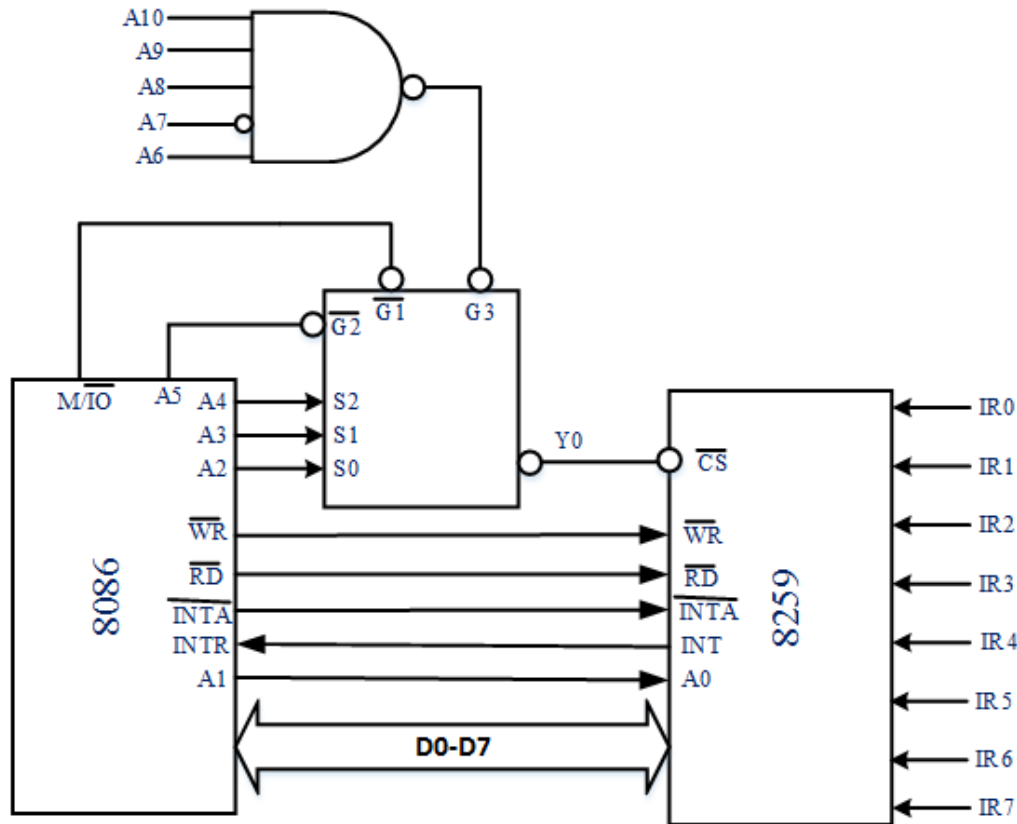 A10
A9
A8
A7
A6
G1
G3
G2
M/IO
A5
A4
S2
A3
S1
A2
S0
Y0
CS
WR
WR
RD
RD
INTA
INTA
INTR
INT
A1
A0
D0-D7
8086
8259
IR0
IR1
IR2
IR3
IR4
IR5
IR6
IR7